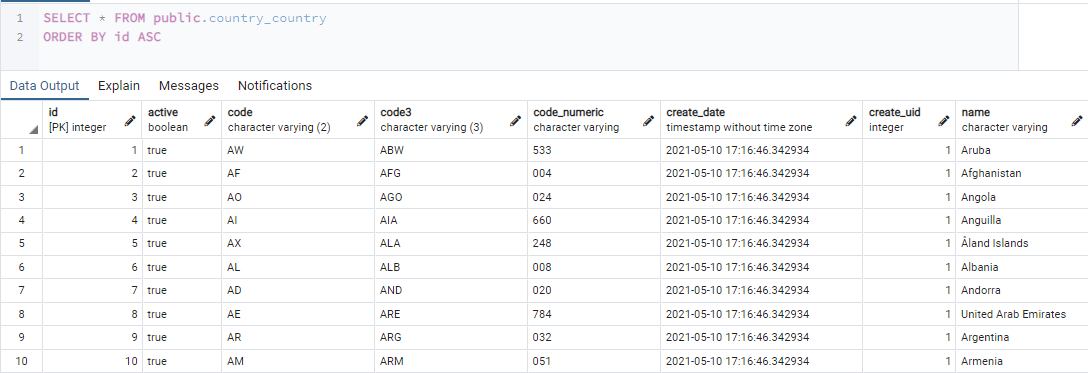 1 SELECT * FROM public.country_country
2 ORDER BY id ASC
Data Output Explain Messages Notifications
id active code code3 code_numeric create_date create_uid name
[PK] integer boolean character varying (2) character varying (3) character varying timestamp without time zone integer character varying
1 1 true AW ABW 533 2021-05-10 17:16:46.342934 1 Aruba
2 2 true AF AFG 004 2021-05-10 17:16:46.342934 1 Afghanistan
3 3 true AO AGO 024 2021-05-10 17:16:46.342934 1 Angola
4 4 true AI AIA 660 2021-05-10 17:16:46.342934 1 Anguilla
5 5 true AX ALA 248 2021-05-10 17:16:46.342934 1 Åland Islands
6 6 true AL ALB 008 2021-05-10 17:16:46.342934 1 Albania
7 7 true AD AND 020 2021-05-10 17:16:46.342934 1 Andorra
8 8 true AE ARE 784 2021-05-10 17:16:46.342934 1 United Arab Emirates
9 9 true AR ARG 032 2021-05-10 17:16:46.342934 1 Argentina
10 10 true AM ARM 051 2021-05-10 17:16:46.342934 1 Armenia